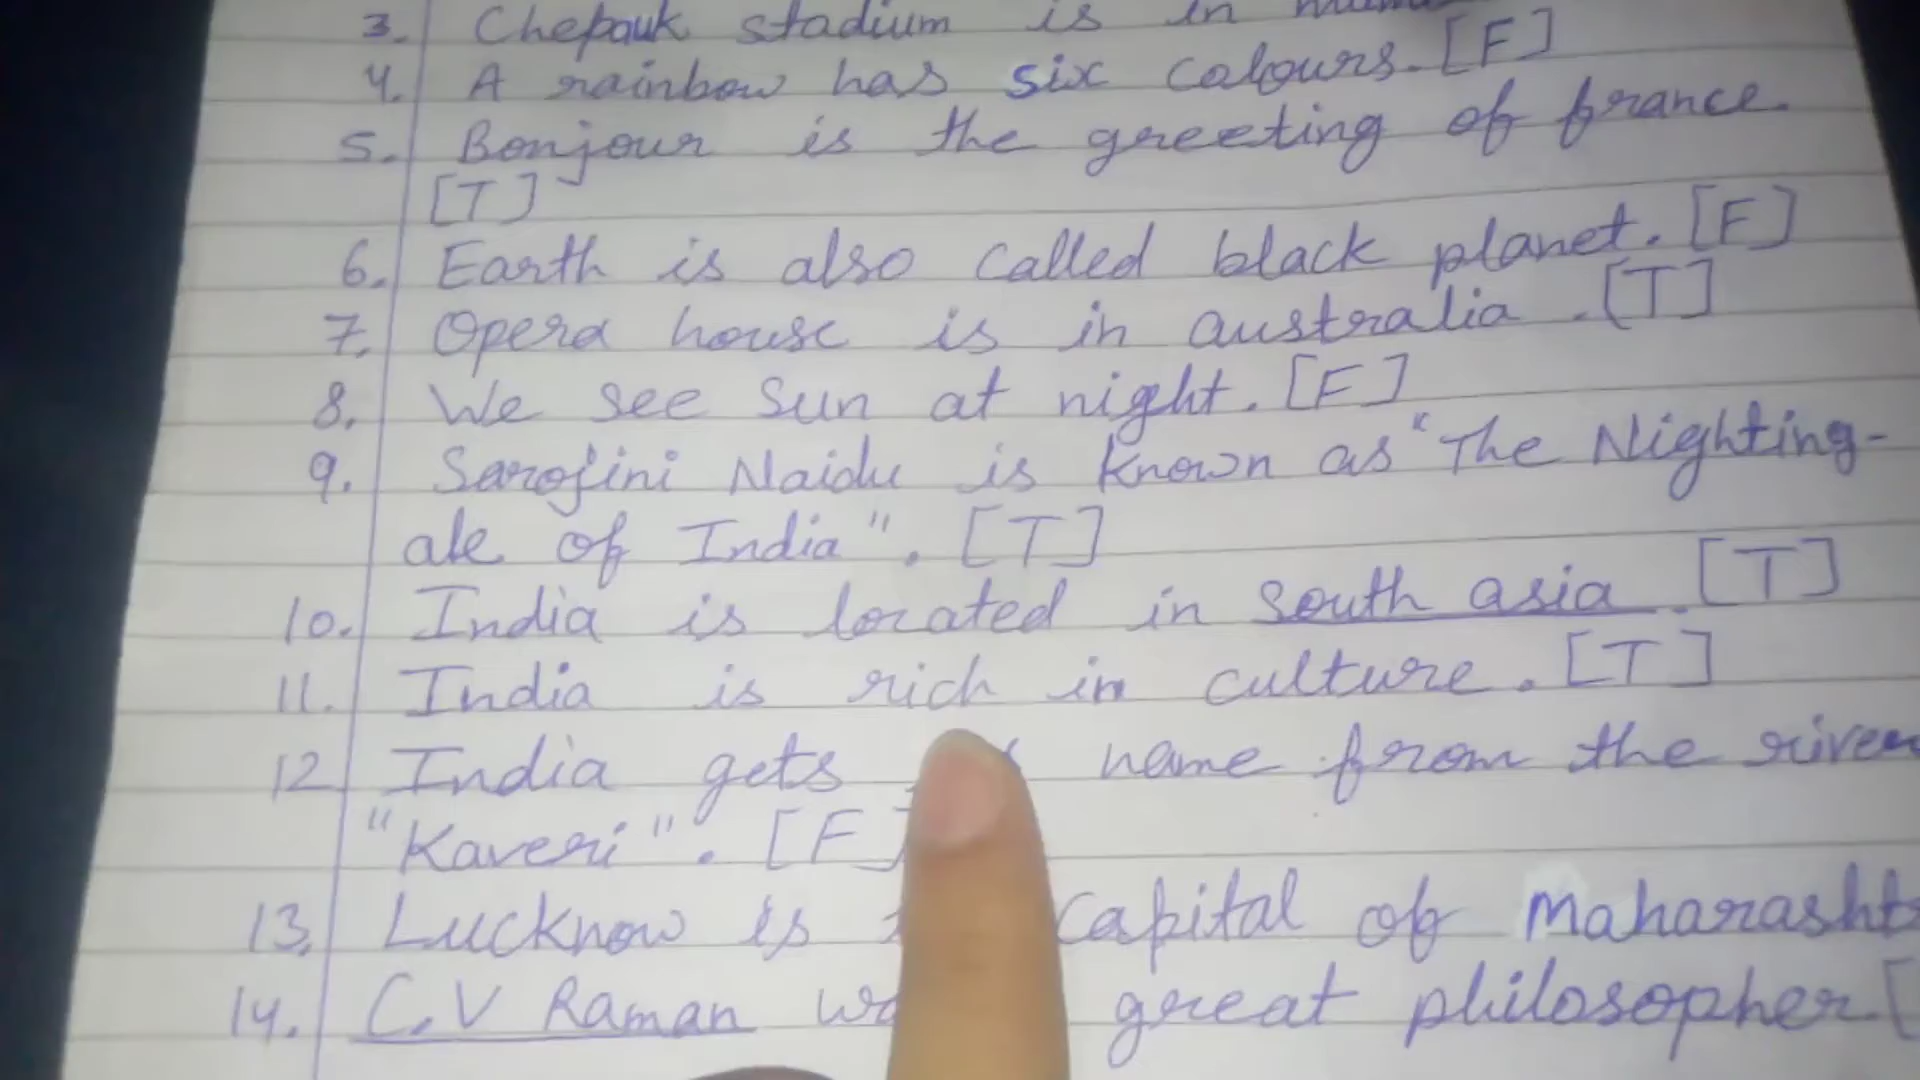 3. Chepauk stadium is in
4. A rainbow has six colours. [F]
5. Bonjour is the greeting of france.
[T]
6. Earth is also called black planet. [F]
7. Opera house is in australia. [T]
8. We see sun at night. [F]
9. Sarojini Naidu is known as "The Nighting-
ale of India". [T]
10. India is located in south asia. [T]
11. India is rich in culture. [T]
12 India gets name from the river
"Kaveri". [F]
13. Lucknow is capital of Maharasht
14. C.V Raman great philosopher [